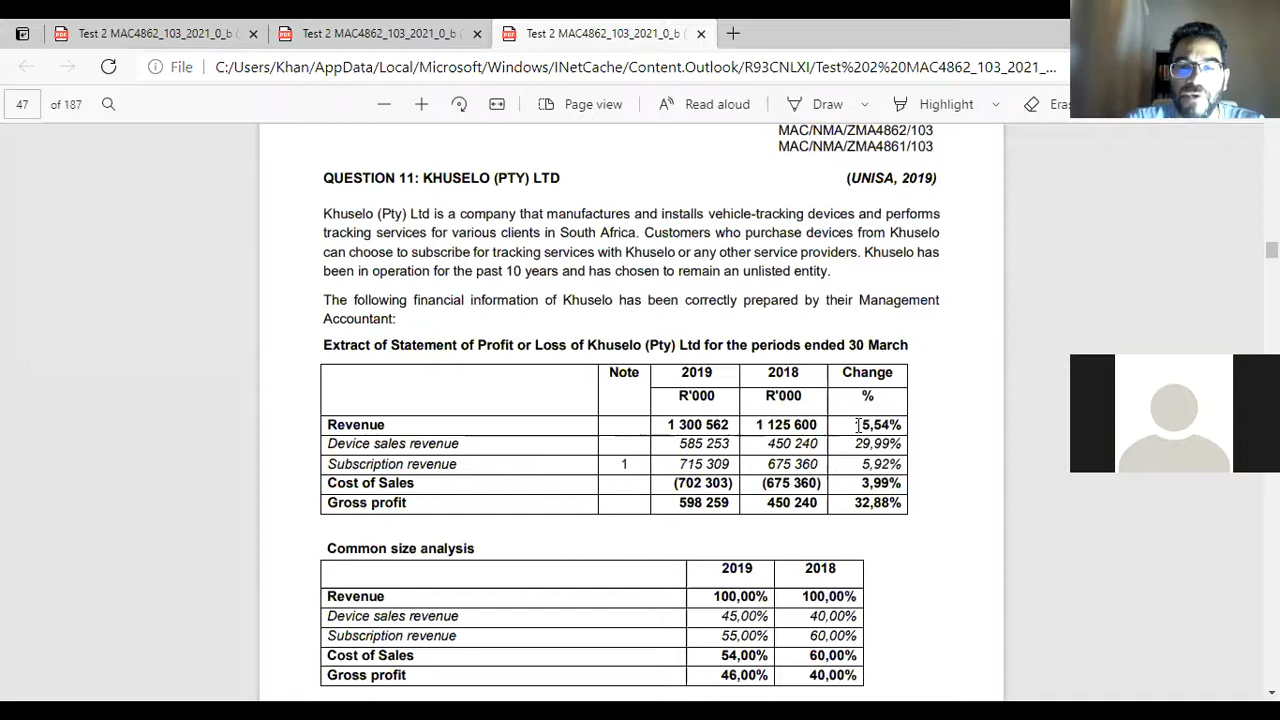 Test 2 MAC4862_103_2021_0_b (
Test 2 MAC4862_103_2021_0_b (
Test 2 MAC4862_103_2021_0_b (
File C:/Users/Khan/AppData/Local/Microsoft/Windows/INetCache/Content.Outlook/R93CNLXI/Test%202%20MAC4862_103_2021_...
47 of 187 Page view Read aloud Draw Highlight Eras
MAC/NMA/ZMA4862/103
MAC/NMA/ZMA4861/103
QUESTION 11: KHUSELO (PTY) LTD (UNISA, 2019)
Khuselo (Pty) Ltd is a company that manufactures and installs vehicle-tracking devices and performs
tracking services for various clients in South Africa. Customers who purchase devices from Khuselo
can choose to subscribe for tracking services with Khuselo or any other service providers. Khuselo has
been in operation for the past 10 years and has chosen to remain an unlisted entity.
The following financial information of Khuselo has been correctly prepared by their Management
Accountant:
Extract of Statement of Profit or Loss of Khuselo (Pty) Ltd for the periods ended 30 March
Note 2019 2018 Change
R'000 R'000 %
Revenue 1 300 562 1 125 600 15,54%
Device sales revenue 585 253 450 240 29,99%
Subscription revenue 1 715 309 675 360 5,92%
Cost of Sales (702 303) (675 360) 3,99%
Gross profit 598 259 450 240 32,88%
Common size analysis
2019 2018
Revenue 100,00% 100,00%
Device sales revenue 45,00% 40,00%
Subscription revenue 55,00% 60,00%
Cost of Sales 54,00% 60,00%
Gross profit 46,00% 40,00%